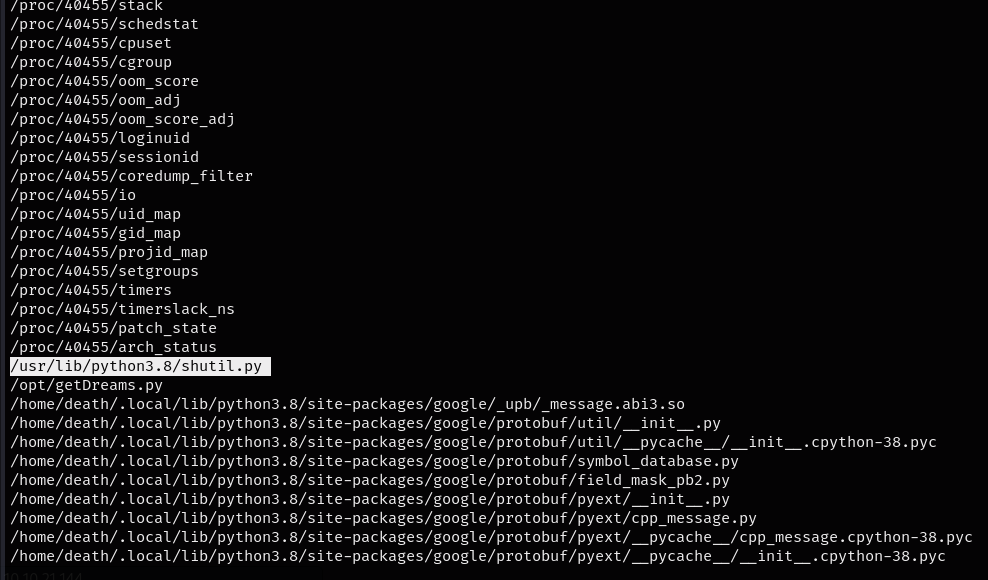 /proc/40455/stack
/proc/40455/schedstat
/proc/40455/cpuset
/proc/40455/cgroup
/proc/40455/oom_score
/proc/40455/oom_adj
/proc/40455/oom_score_adj
/proc/40455/loginuid
/proc/40455/sessionid
/proc/40455/coredump_filter
/proc/40455/io
/proc/40455/uid_map
/proc/40455/gid_map
/proc/40455/projid_map
/proc/40455/setgroups
/proc/40455/timers
/proc/40455/timerslack_ns
/proc/40455/patch_state
/proc/40455/arch_status
/usr/lib/python3.8/shutil.py
/opt/getDreams.py
/home/death/.local/lib/python3.8/site-packages/google/_upb/_message.abi3.so
/home/death/.local/lib/python3.8/site-packages/google/protobuf/util/__init__.py
/home/death/.local/lib/python3.8/site-packages/google/protobuf/util/__pycache__/__init__.cpython-38.pyc
/home/death/.local/lib/python3.8/site-packages/google/protobuf/symbol_database.py
/home/death/.local/lib/python3.8/site-packages/google/protobuf/field_mask_pb2.py
/home/death/.local/lib/python3.8/site-packages/google/protobuf/pyext/__init__.py
/home/death/.local/lib/python3.8/site-packages/google/protobuf/pyext/cpp_message.py
/home/death/.local/lib/python3.8/site-packages/google/protobuf/pyext/__pycache__/cpp_message.cpython-38.pyc
/home/death/.local/lib/python3.8/site-packages/google/protobuf/pyext/__pycache__/__init__.cpython-38.pyc